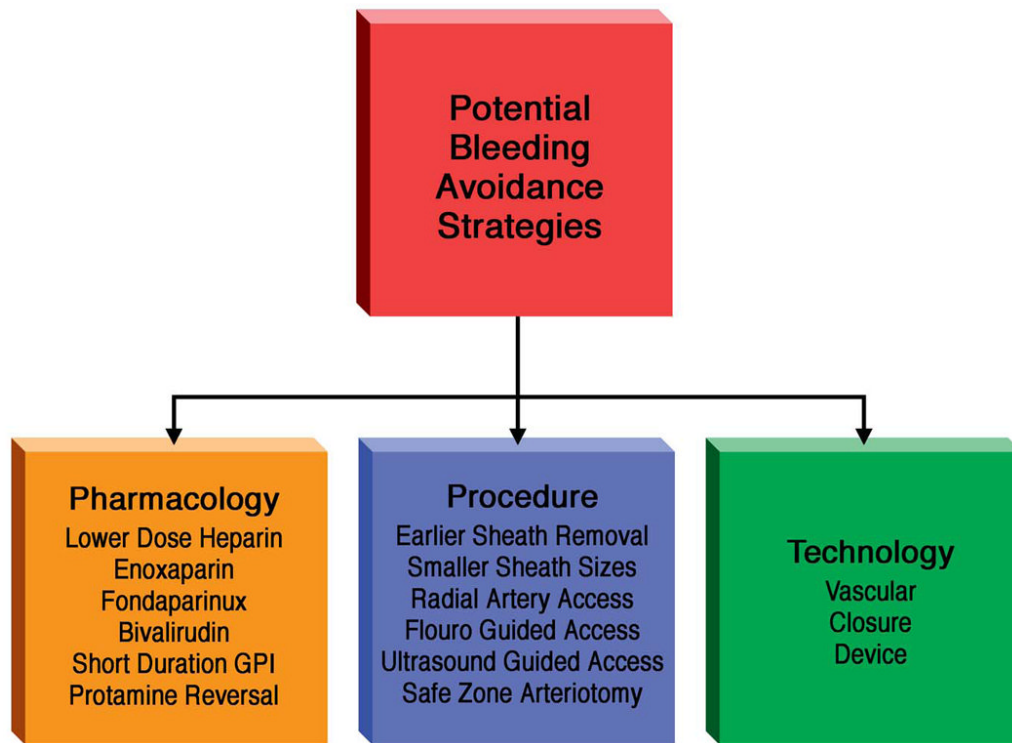 Potential
Bleeding
Avoidance
Strategies
Pharmacology
Lower Dose Heparin
Enoxaparin
Fondaparinux
Bivalirudin
Short Duration GPI
Protamine Reversal
Procedure
Earlier Sheath Removal
Smaller Sheath Sizes
Radial Artery Access
Flouro Guided Access
Ultrasound Guided Access
Safe Zone Arteriotomy
Technology
Vascular
Closure
Device